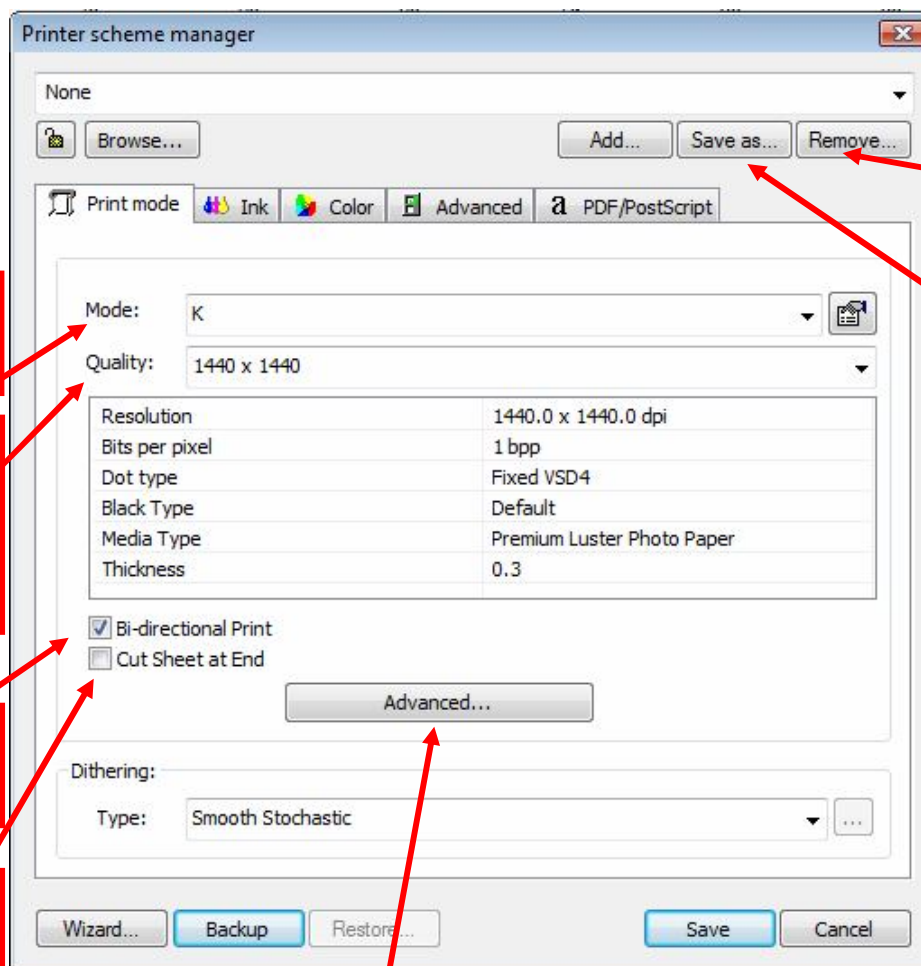 Printer scheme manager
None
Browse... Add... Save as... Remove...
Print mode Ink Color Advanced a PDF/PostScript
Mode: K
Quality: 1440 x 1440
Resolution 1440.0 x 1440.0 dpi
Bits per pixel 1 bpp
Dot type Fixed VSD4
Black Type Default
Media Type Premium Luster Photo Paper
Thickness 0.3
Bi-directional Print
Cut Sheet at End
Advanced...
Dithering:
Type: Smooth Stochastic ...
Wizard... Backup Restore... Save Cancel